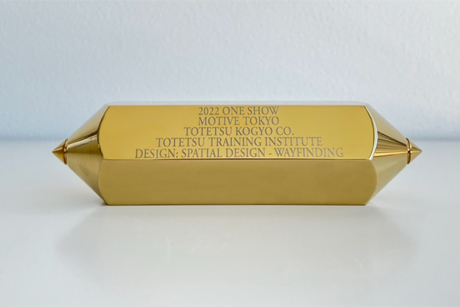 2022 ONE SHOW
MOTIVE TOKYO
TOTETSU KOGYO CO.
TOTETSU TRAINING INSTITUTE
DESIGN: SPATIAL DESIGN - WAYFINDING